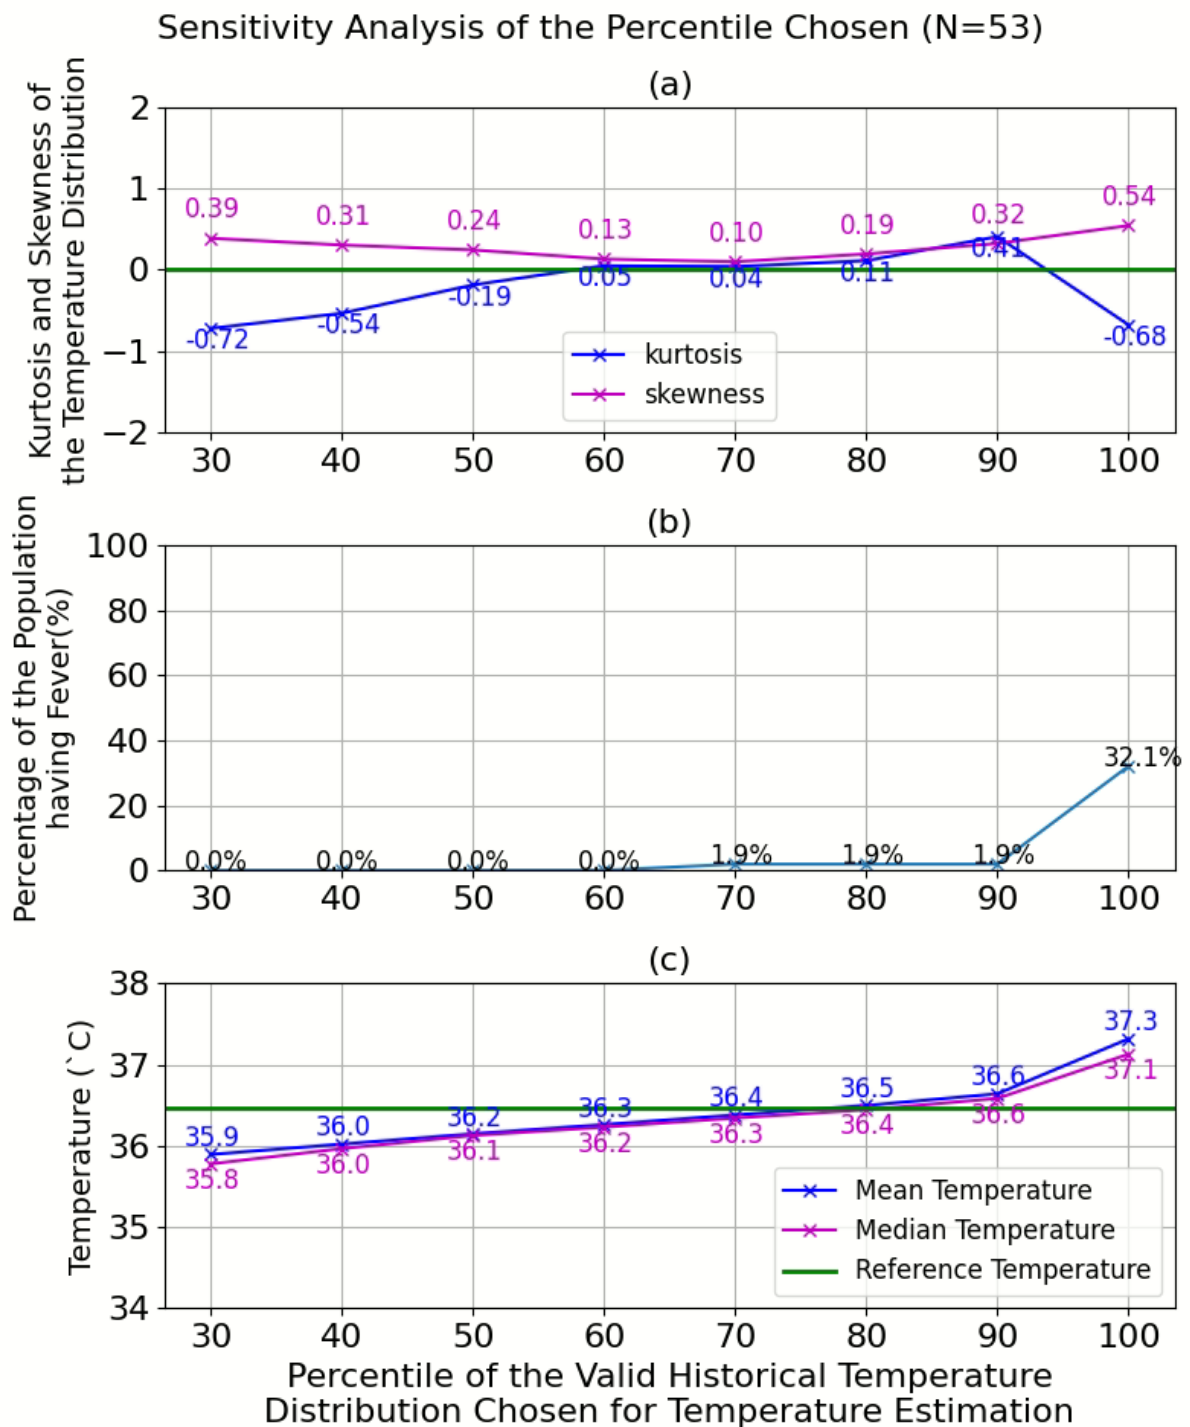 Sensitivity Analysis of the Percentile Chosen (N=53)
(a)
Kurtosis and Skewness of
the Temperature Distribution
2
1
0
−1
−2
0.39
0.31
0.24
0.13
0.10
0.19
0.32
0.54
-0.72
-0.54
-0.19
0.05
0.04
0.11
0.41
-0.68
kurtosis
skewness
30 40 50 60 70 80 90 100
(b)
Percentage of the Population
having Fever(%)
100
80
60
40
20
0
0.0% 0.0% 0.0% 0.0% 1.9% 1.9% 1.9% 32.1%
30 40 50 60 70 80 90 100
(c)
Temperature (`C)
38
37
36
35
34
35.9 36.0 36.2 36.3 36.4 36.5 36.6 37.3
35.8 36.0 36.1 36.2 36.3 36.4 36.6 37.1
Mean Temperature
Median Temperature
Reference Temperature
30 40 50 60 70 80 90 100
Percentile of the Valid Historical Temperature
Distribution Chosen for Temperature Estimation